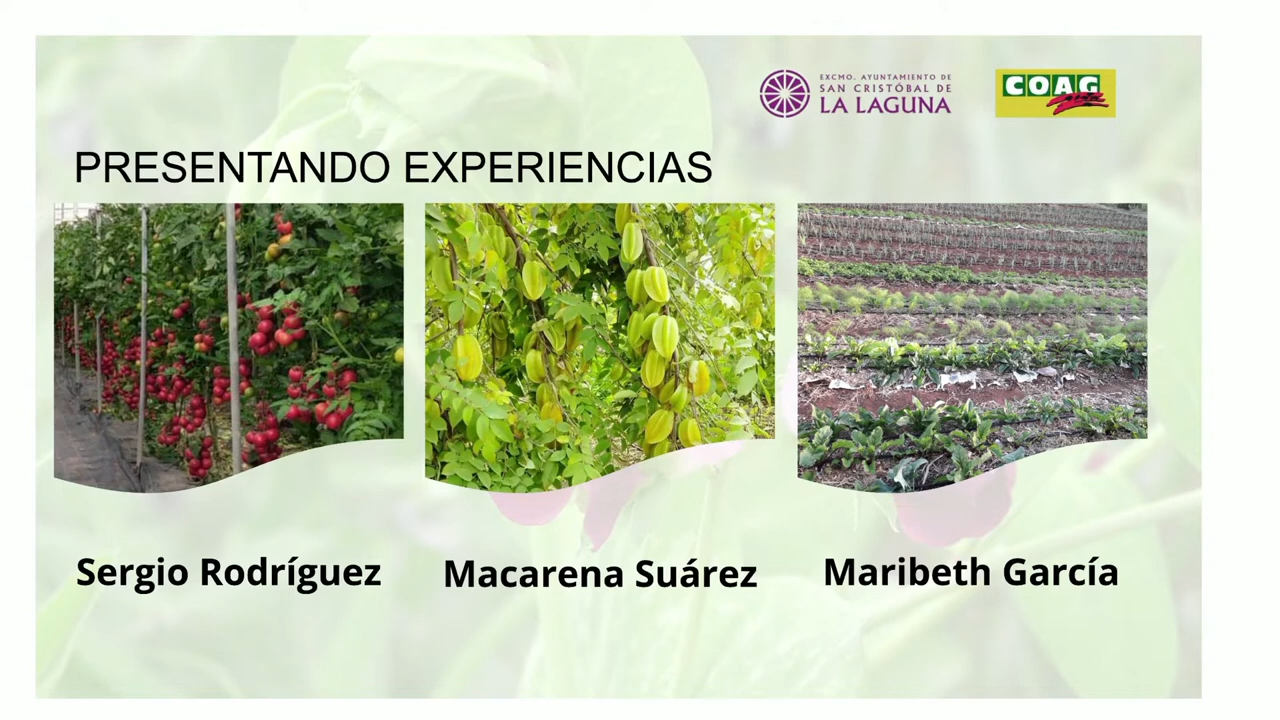 EXCMO. AYUNTAMIENTO DE
SAN CRISTÓBAL DE
LA LAGUNA
COAG
PRESENTANDO EXPERIENCIAS
Sergio Rodríguez
Macarena Suárez
Maribeth García